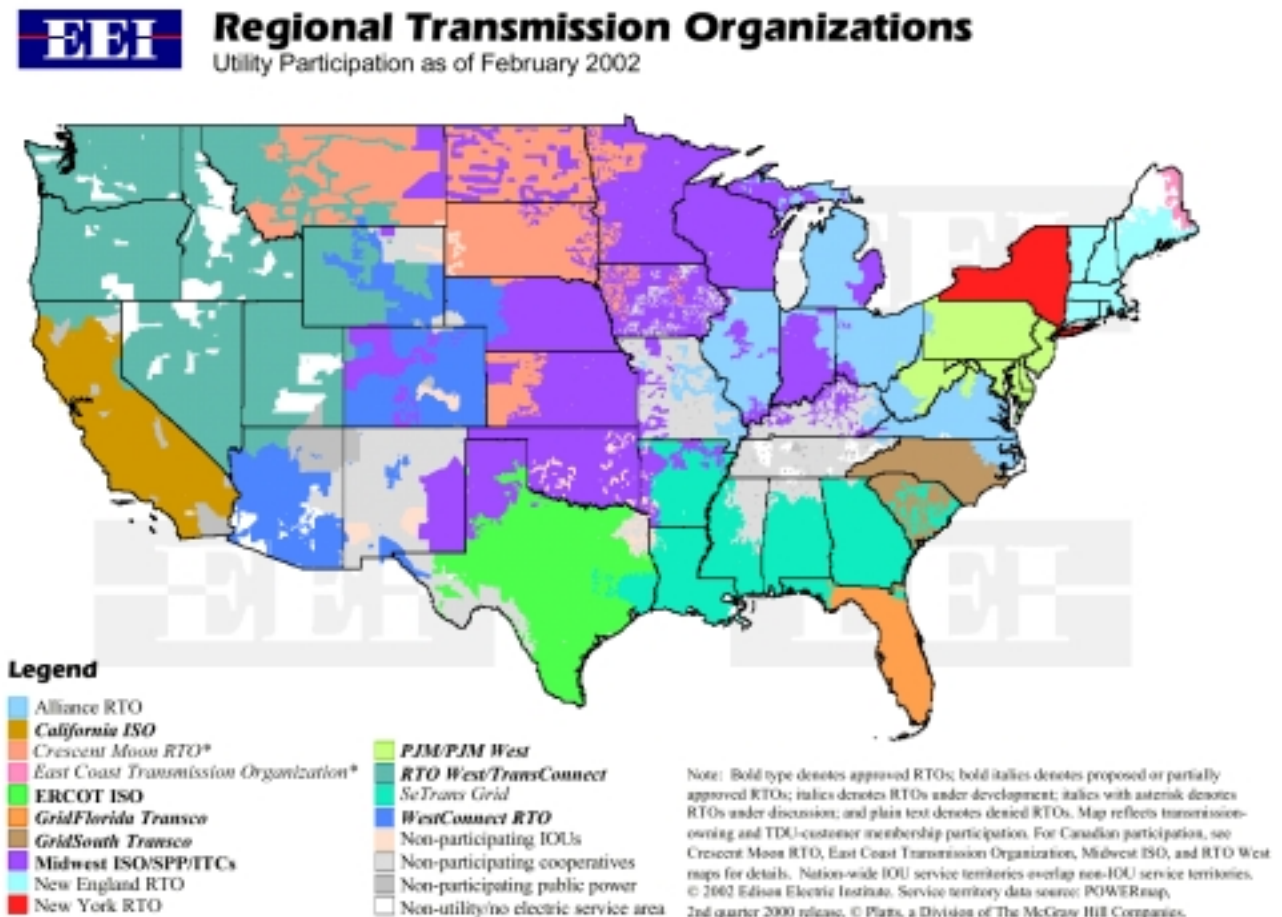 EEI
Regional Transmission Organizations
Utility Participation as of February 2002
EEI
EEI
EEI
Legend
Alliance RTO
California ISO
Crescent Moon RTO*
East Coast Transmission Organization*
ERCOT ISO
GridFlorida Transco
GridSouth Transco
Midwest ISO/SPP/ITCs
New England RTO
New York RTO
PJM/PJM West
RTO West/TransConnect
SeTrans Grid
WestConnect RTO
Non-participating IOUs
Non-participating cooperatives
Non-participating public power
Non-utility/no electric service area
Note: Bold type denotes approved RTOs; bold italics denotes proposed or partially
approved RTOs; italics denotes RTOs under development; italics with asterisk denotes
RTOs under discussion; and plain text denotes denied RTOs. Map reflects transmission-
owning and TDU-customer membership participation. For Canadian participation, see
Crescent Moon RTO, East Coast Transmission Organization, Midwest ISO, and RTO West
maps for details. Nation-wide IOU service territories overlap non-IOU service territories.
© 2002 Edison Electric Institute. Service territory data source: POWERmap,
2nd quarter 2000 release, © Platts, a Division of The McGraw Hill Companies.